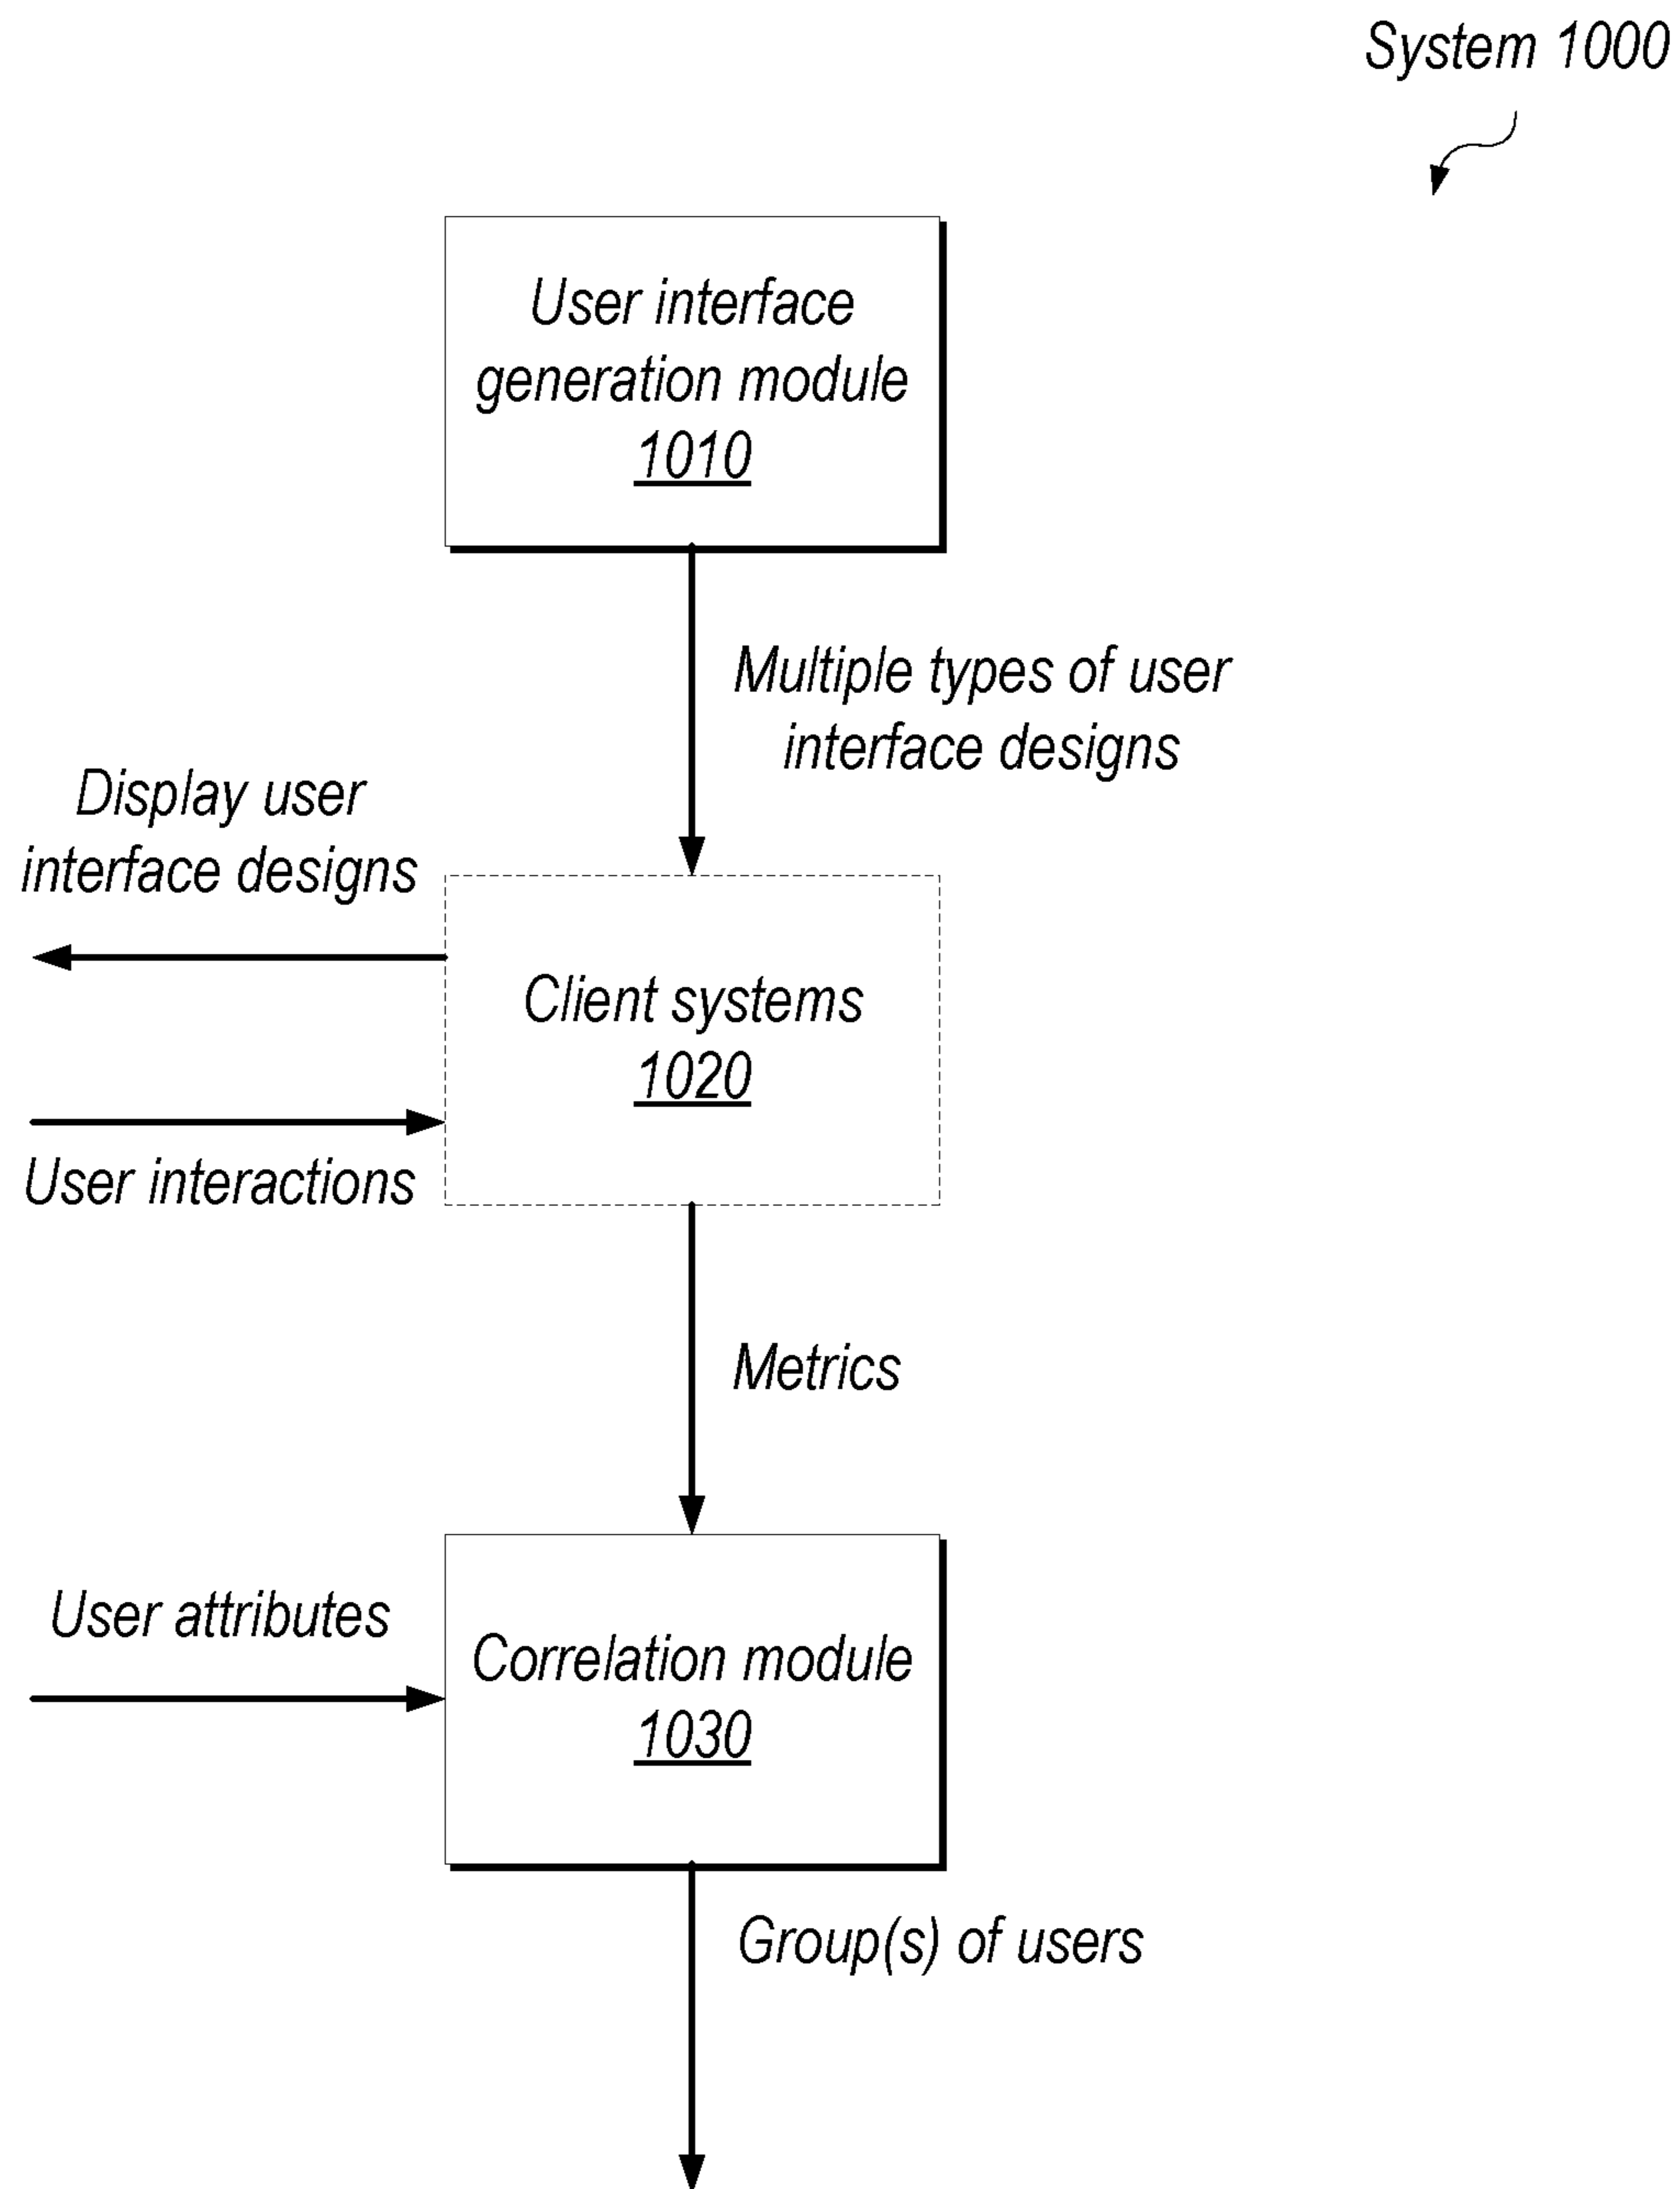 System 1000
User interface
generation module
1010
Multiple types of user
interface designs
Display user
interface designs
Client systems
1020
User interactions
Metrics
User attributes
Correlation module
1030
Group(s) of users